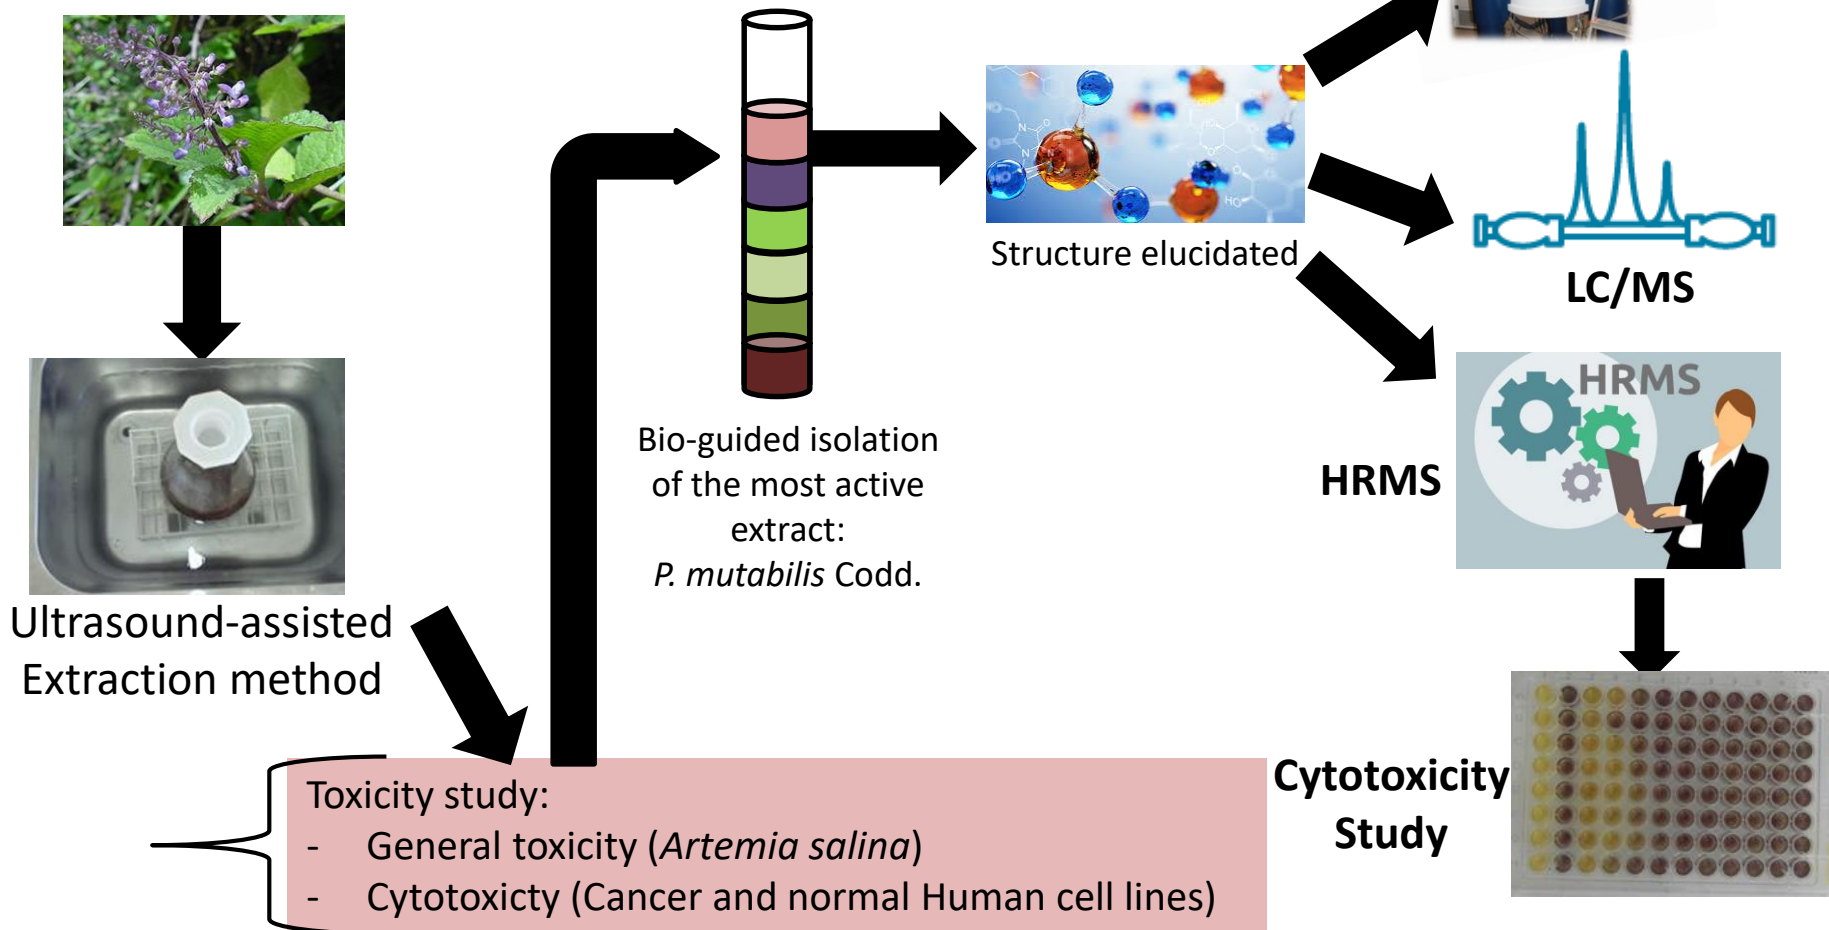 Structure elucidated
LC/MS
HRMS
HRMS
Bio-guided isolation
of the most active
extract:
P. mutabilis Codd.
Ultrasound-assisted
Extraction method
Toxicity study:
- General toxicity (Artemia salina)
- Cytotoxicty (Cancer and normal Human cell lines)
Cytotoxicity
Study